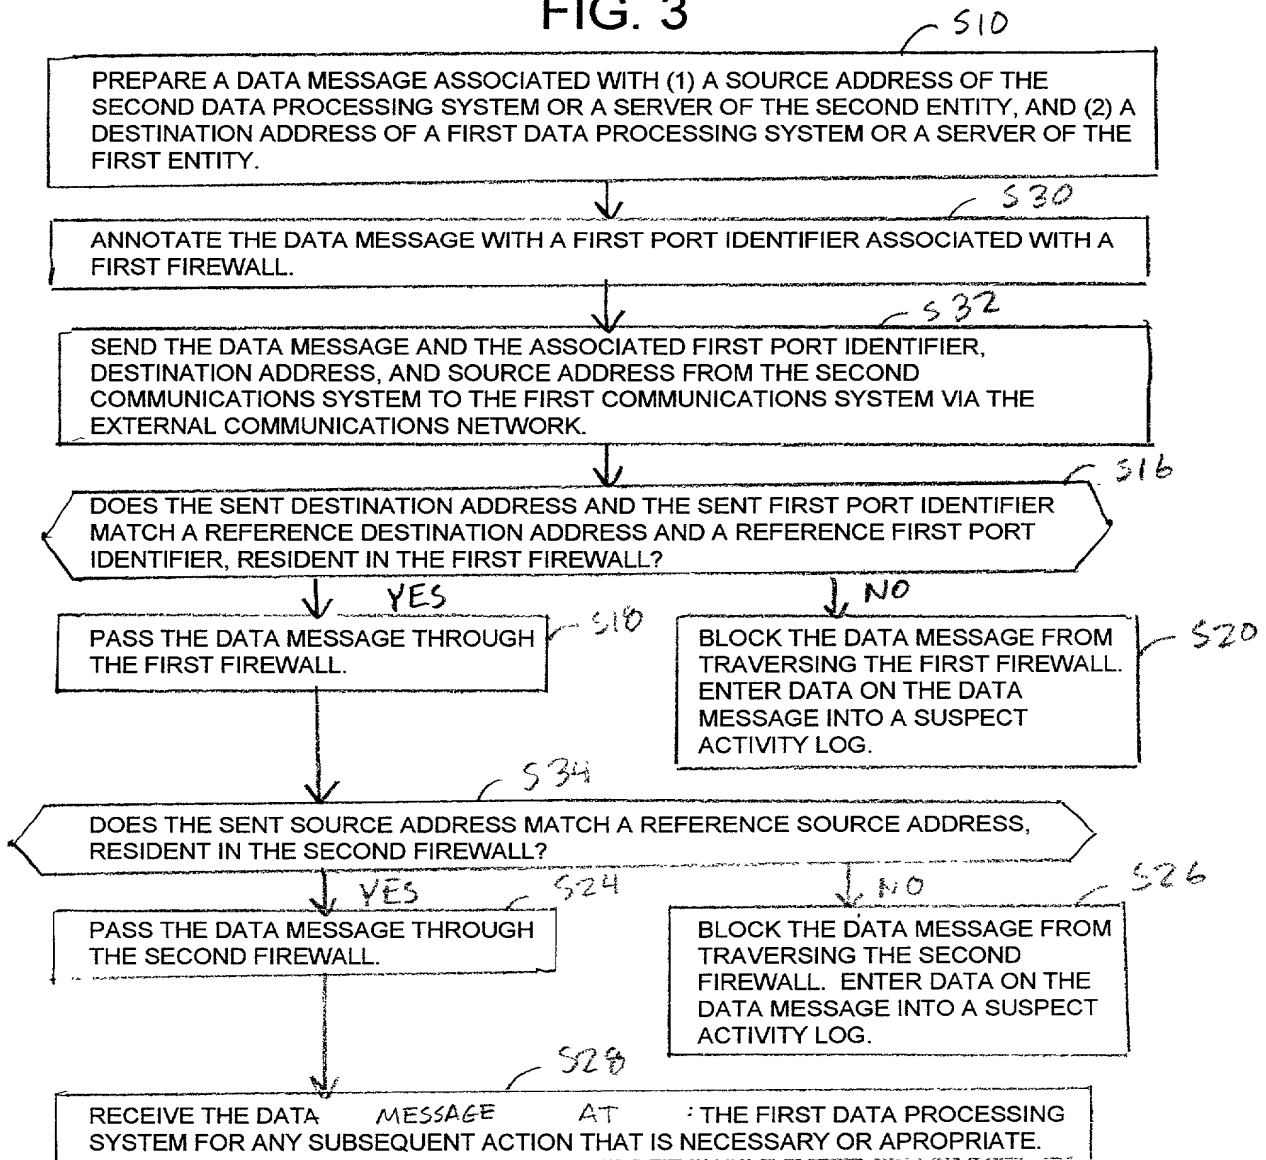 FIG. 3
S10
PREPARE A DATA MESSAGE ASSOCIATED WITH (1) A SOURCE ADDRESS OF THE
SECOND DATA PROCESSING SYSTEM OR A SERVER OF THE SECOND ENTITY, AND (2) A
DESTINATION ADDRESS OF A FIRST DATA PROCESSING SYSTEM OR A SERVER OF THE
FIRST ENTITY.
S30
ANNOTATE THE DATA MESSAGE WITH A FIRST PORT IDENTIFIER ASSOCIATED WITH A
FIRST FIREWALL.
S32
SEND THE DATA MESSAGE AND THE ASSOCIATED FIRST PORT IDENTIFIER,
DESTINATION ADDRESS, AND SOURCE ADDRESS FROM THE SECOND
COMMUNICATIONS SYSTEM TO THE FIRST COMMUNICATIONS SYSTEM VIA THE
EXTERNAL COMMUNICATIONS NETWORK.
S16
DOES THE SENT DESTINATION ADDRESS AND THE SENT FIRST PORT IDENTIFIER
MATCH A REFERENCE DESTINATION ADDRESS AND A REFERENCE FIRST PORT
IDENTIFIER, RESIDENT IN THE FIRST FIREWALL?
YES
NO
S18
PASS THE DATA MESSAGE THROUGH
THE FIRST FIREWALL.
S20
BLOCK THE DATA MESSAGE FROM
TRAVERSING THE FIRST FIREWALL.
ENTER DATA ON THE DATA
MESSAGE INTO A SUSPECT
ACTIVITY LOG.
S34
DOES THE SENT SOURCE ADDRESS MATCH A REFERENCE SOURCE ADDRESS,
RESIDENT IN THE SECOND FIREWALL?
YES
S24
NO
S26
PASS THE DATA MESSAGE THROUGH
THE SECOND FIREWALL.
BLOCK THE DATA MESSAGE FROM
TRAVERSING THE SECOND
FIREWALL. ENTER DATA ON THE
DATA MESSAGE INTO A SUSPECT
ACTIVITY LOG.
S28
RECEIVE THE DATA MESSAGE AT : THE FIRST DATA PROCESSING
SYSTEM FOR ANY SUBSEQUENT ACTION THAT IS NECESSARY OR APROPRIATE.